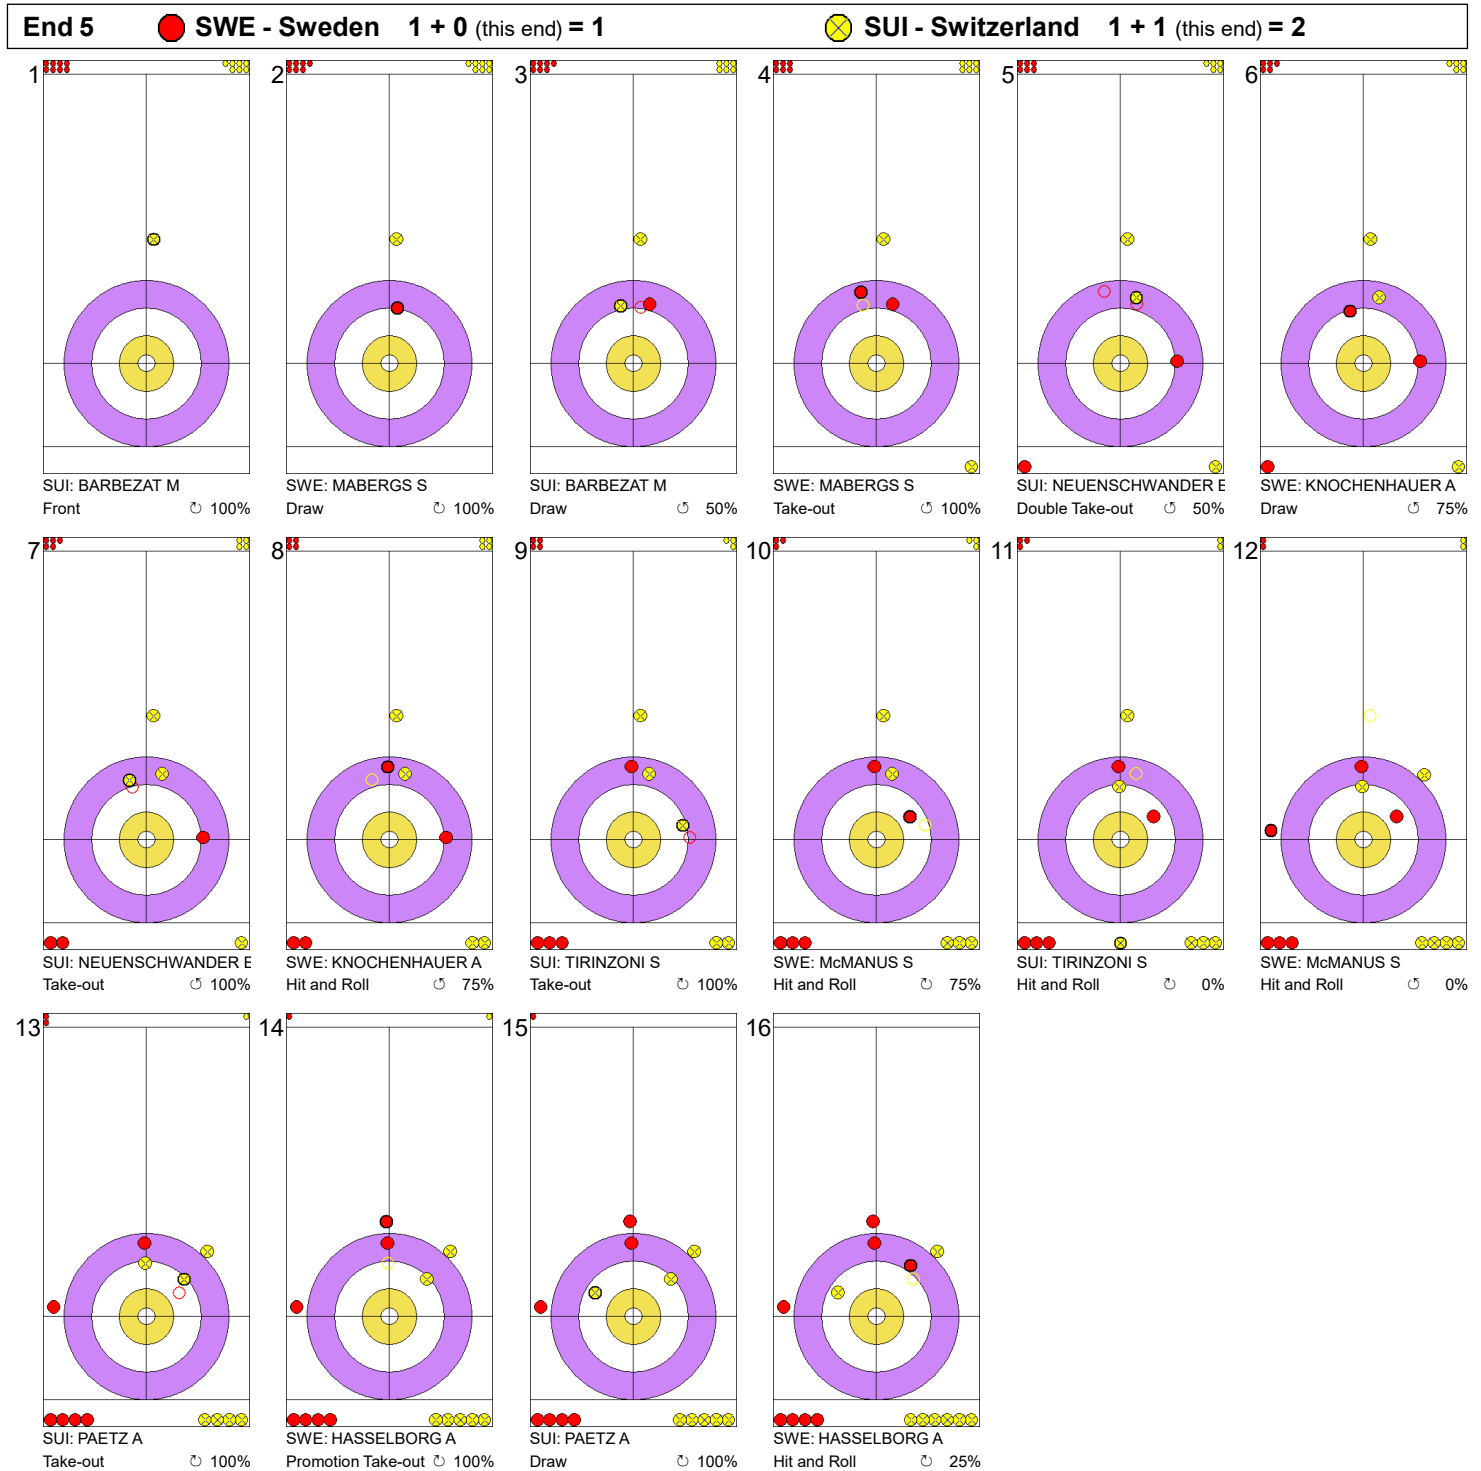 End 5 SWE - Sweden 1 + 0 (this end) = 1 SUI - Switzerland 1 + 1 (this end) = 2
1 2 3 4 5 6
SUI: BARBEZAT M SWE: MABERGS S SUI: BARBEZAT M SWE: MABERGS S SUI: NEUENSCHWANDER E SWE: KNOCHENHAUER A
Front ↻ 100% Draw ↻ 100% Draw ↺ 50% Take-out ↺ 100% Double Take-out ↺ 50% Draw ↺ 75%
7 8 9 10 11 12
SUI: NEUENSCHWANDER E SWE: KNOCHENHAUER A SUI: TIRINZONI S SWE: McMANUS S SUI: TIRINZONI S SWE: McMANUS S
Take-out ↺ 100% Hit and Roll ↺ 75% Take-out ↻ 100% Hit and Roll ↻ 75% Hit and Roll ↻ 0% Hit and Roll ↺ 0%
13 14 15 16
SUI: PAETZ A SWE: HASSELBORG A SUI: PAETZ A SWE: HASSELBORG A
Take-out ↻ 100% Promotion Take-out ↻ 100% Draw ↻ 100% Hit and Roll ↻ 25%